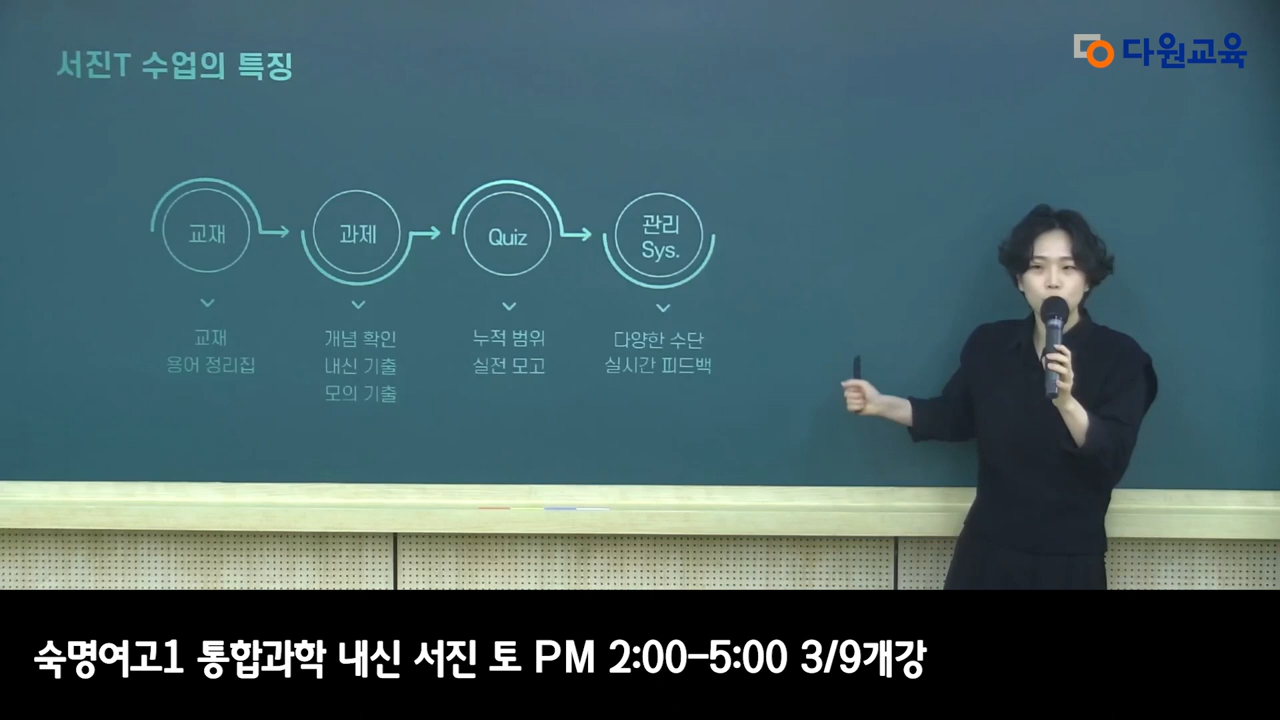 서진T 수업의 특징
다원교육
교재
과제
Quiz
관리
Sys.
교재
용어 정리집
개념 확인
내신 기출
모의 기출
누적 범위
실전 모고
다양한 수단
실시간 피드백
숙명여고1 통합과학 내신 서진 토 PM 2:00-5:00 3/9개강